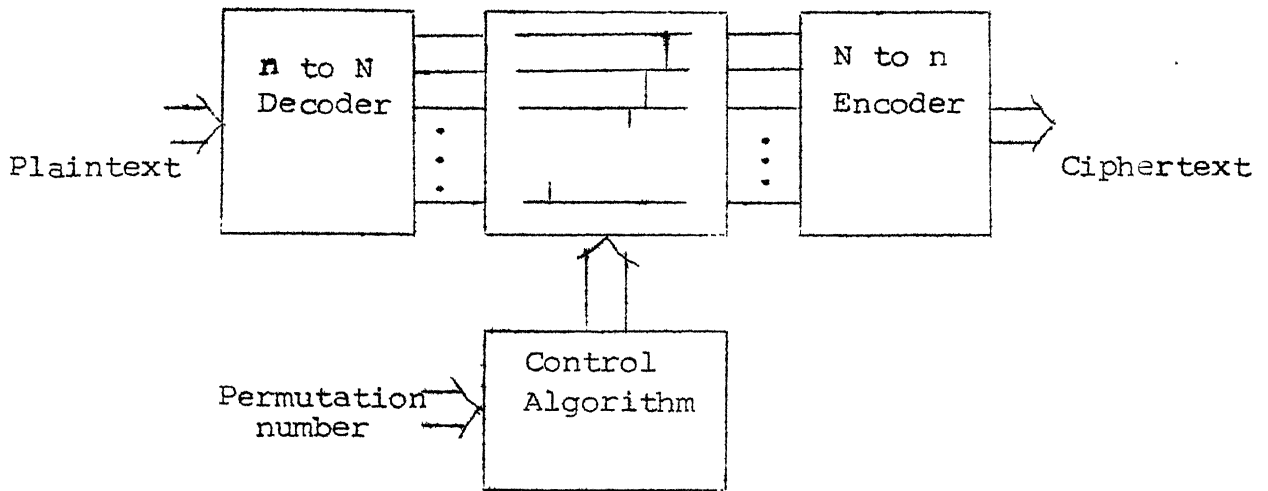 n to N
Decoder
N to n
Encoder
Plaintext
Ciphertext
Control
Algorithm
Permutation
number